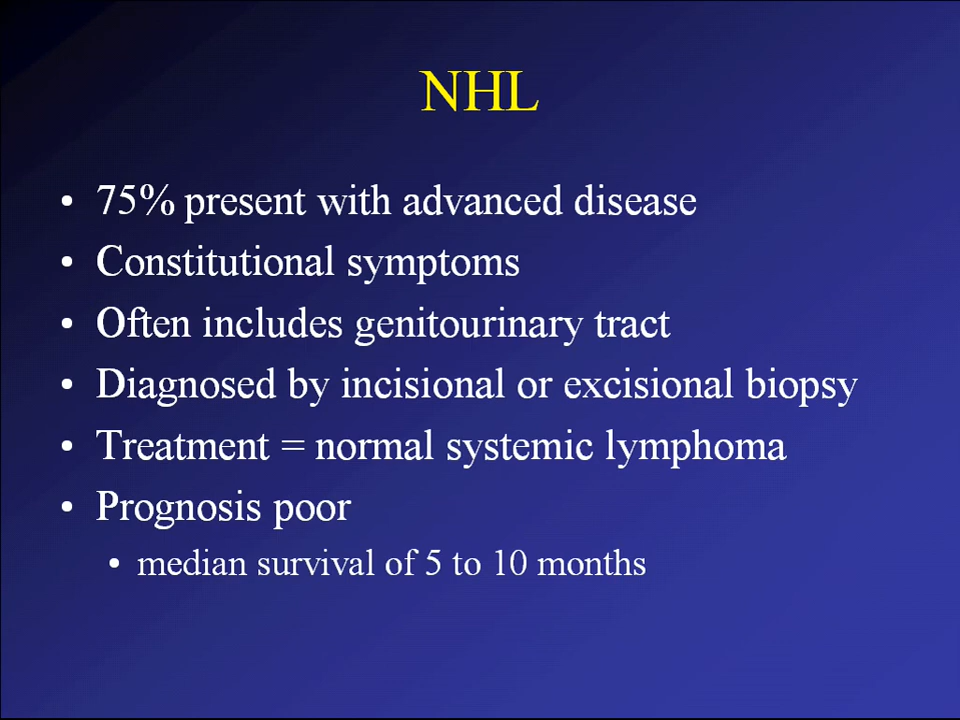 NHL
• 75% present with advanced disease
• Constitutional symptoms
• Often includes genitourinary tract
• Diagnosed by incisional or excisional biopsy
• Treatment = normal systemic lymphoma
• Prognosis poor
• median survival of 5 to 10 months